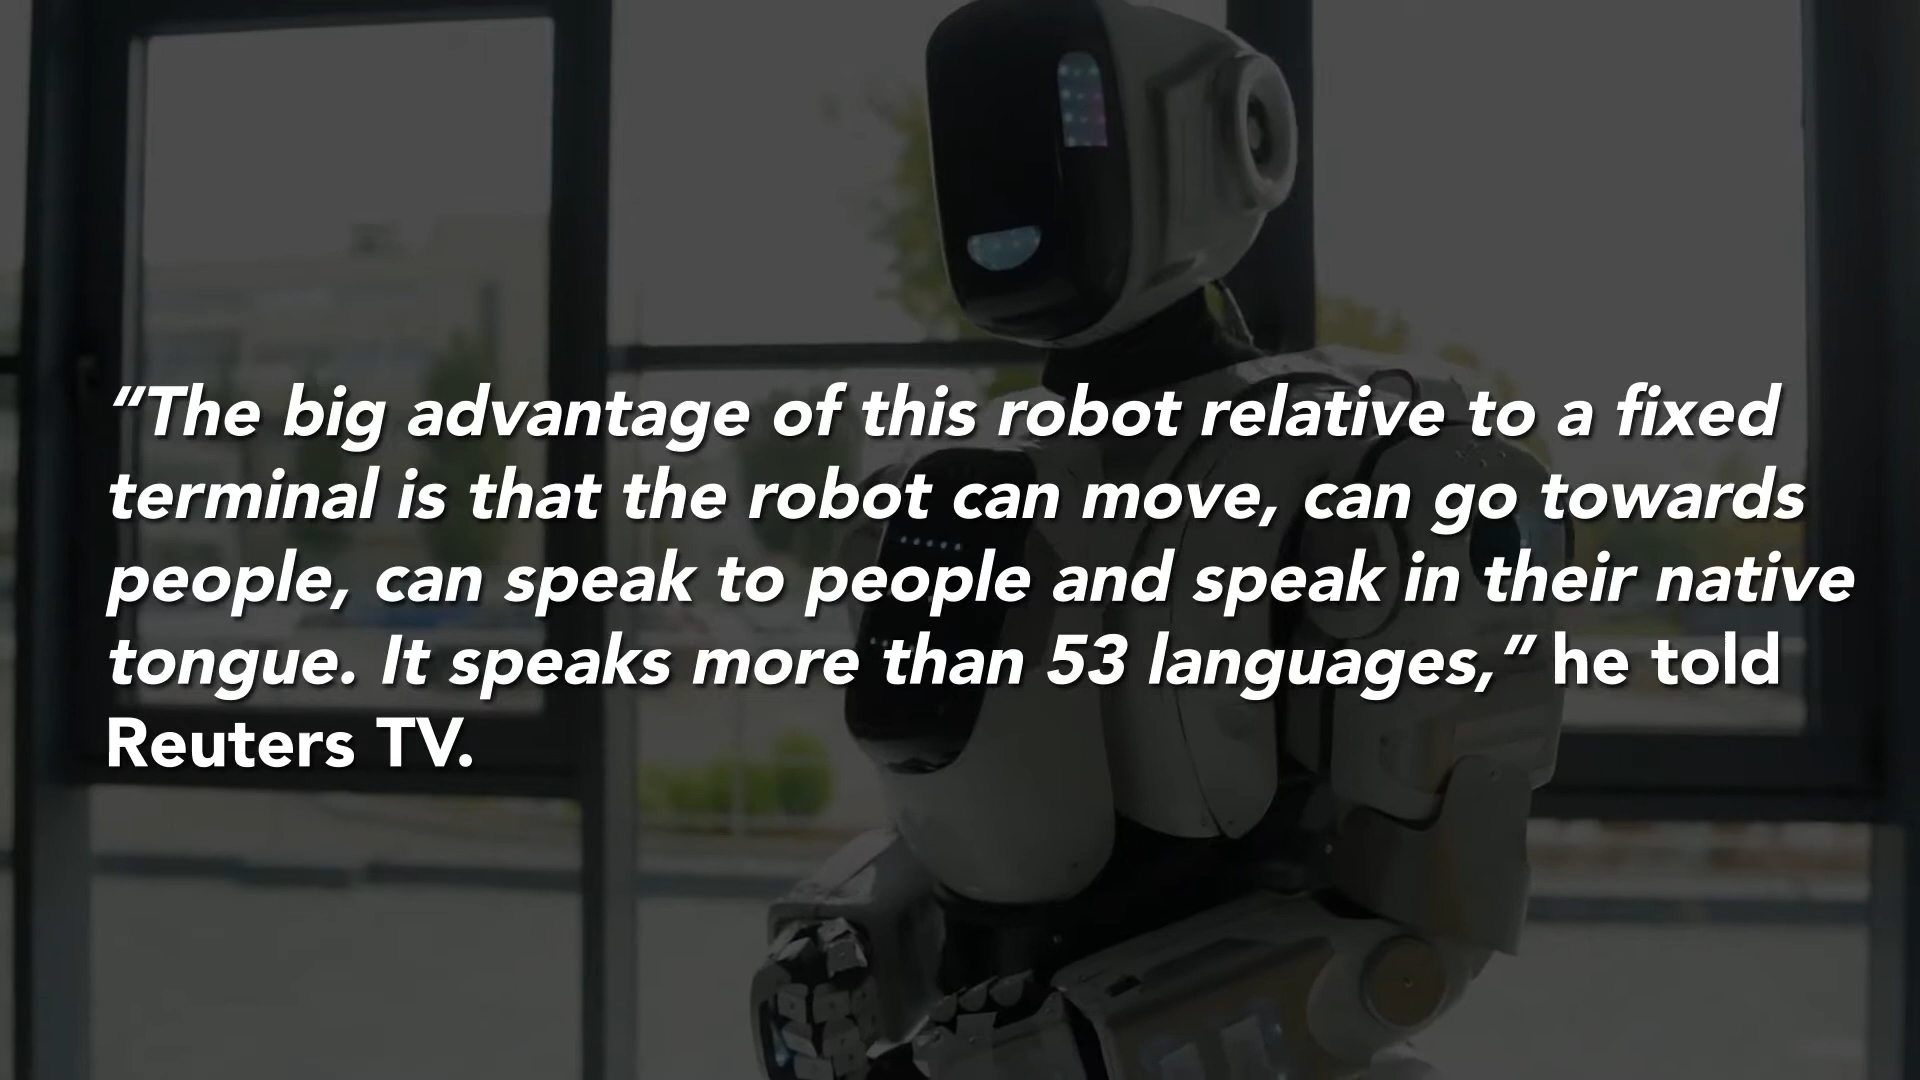 “The big advantage of this robot relative to a fixed
terminal is that the robot can move, can go towards
people, can speak to people and speak in their native
tongue. It speaks more than 53 languages,” he told
Reuters TV.